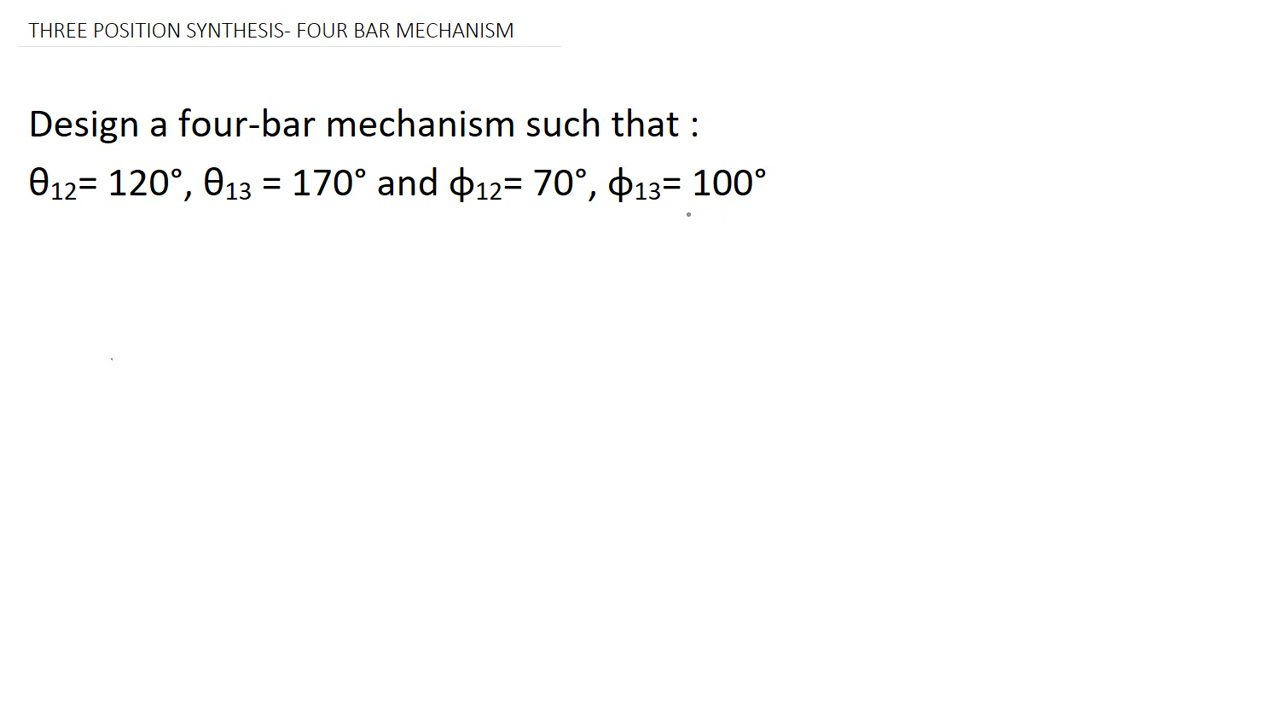 THREE POSITION SYNTHESIS- FOUR BAR MECHANISM
Design a four-bar mechanism such that :
θ₁₂= 120°, θ₁₃ = 170° and ϕ₁₂= 70°, ϕ₁₃= 100°